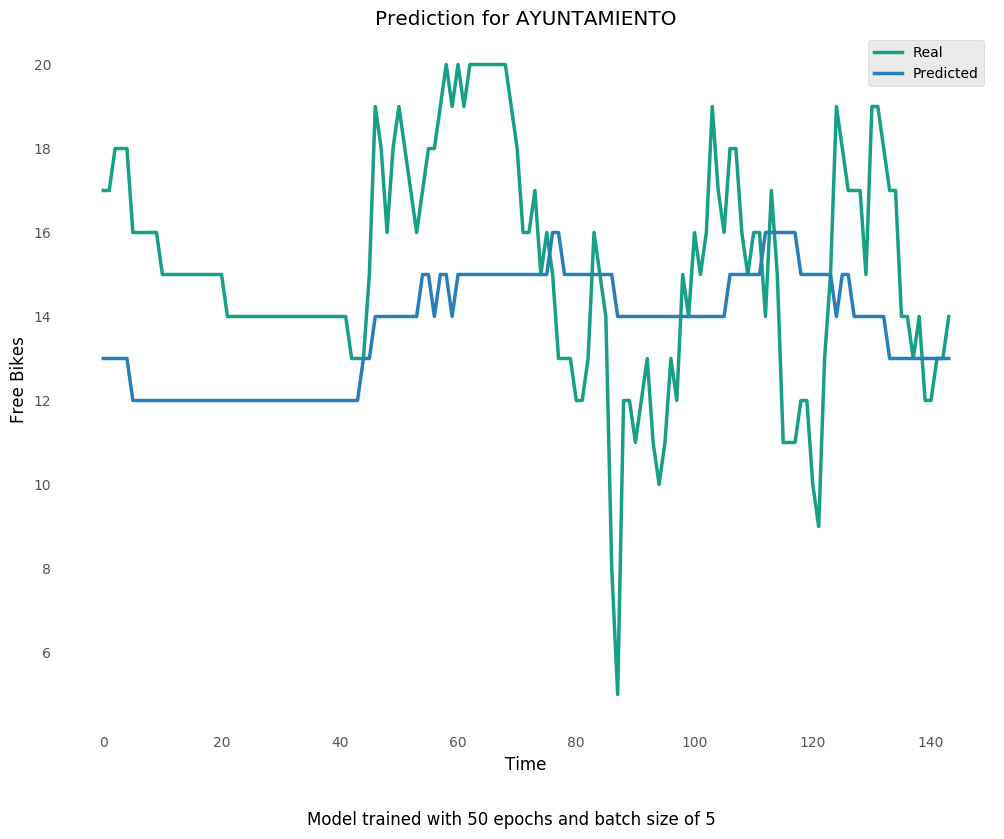 Prediction for AYUNTAMIENTO
Real
Predicted
20
18
16
14
12
10
8
6
Free Bikes
0 20 40 60 80 100 120 140
Time
Model trained with 50 epochs and batch size of 5